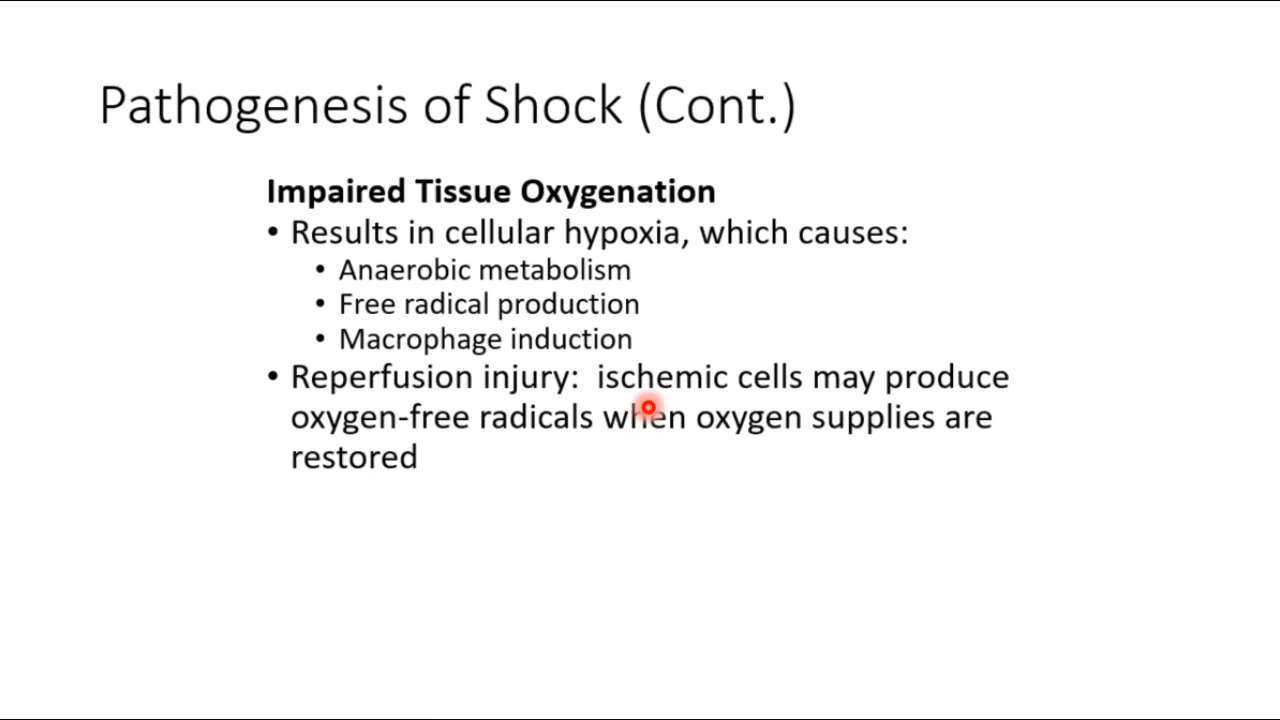 Pathogenesis of Shock (Cont.)
Impaired Tissue Oxygenation
• Results in cellular hypoxia, which causes:
• Anaerobic metabolism
• Free radical production
• Macrophage induction
• Reperfusion injury: ischemic cells may produce
oxygen-free radicals when oxygen supplies are
restored